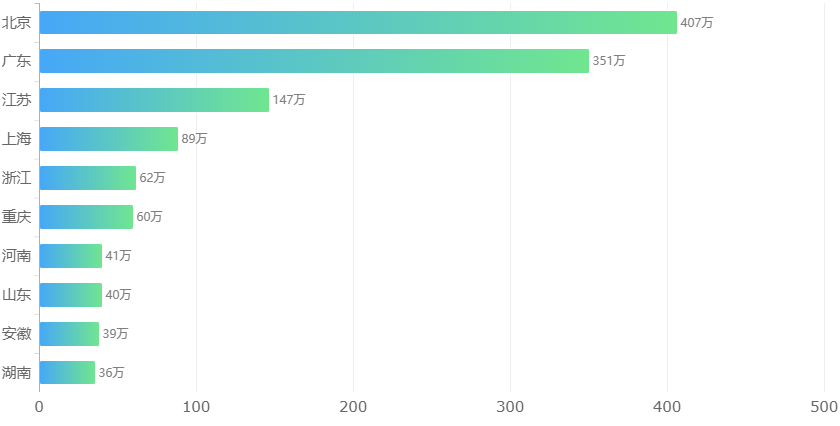 北京 407万
广东 351万
江苏 147万
上海 89万
浙江 62万
重庆 60万
河南 41万
山东 40万
安徽 39万
湖南 36万
0 100 200 300 400 500